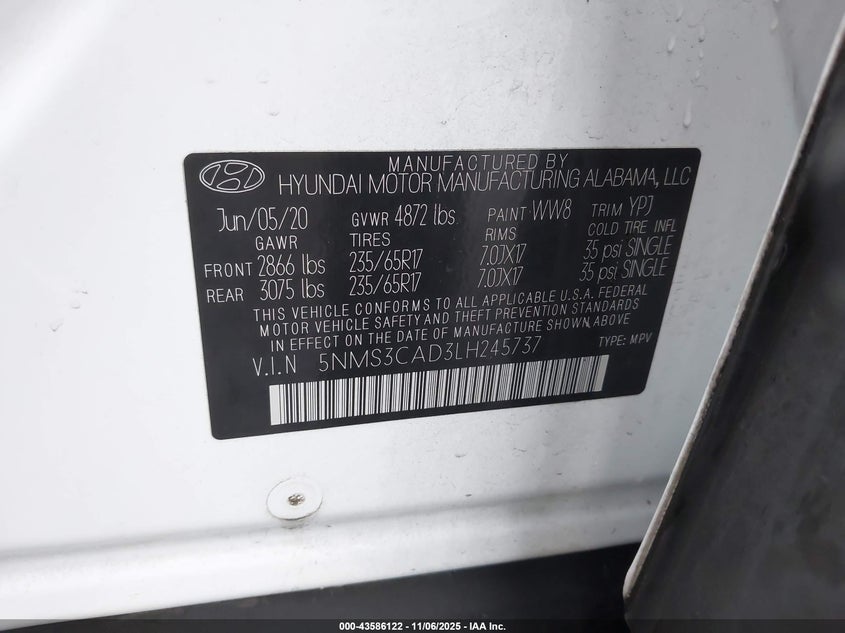 MANUFACTURED BY
HYUNDAI MOTOR MANUFACTURING ALABAMA, LLC
Jun/05/20 GVWR 4872 lbs PAINT: WW8 TRIM YPJ
GAWR TIRES RIMS COLD TIRE INFL
FRONT 2866 lbs 235/65R17 7.0JX17 35 psi SINGLE
REAR 3075 lbs 235/65R17 7.0JX17 35 psi SINGLE
THIS VEHICLE CONFORMS TO ALL APPLICABLE U.S.A. FEDERAL
MOTOR VEHICLE SAFETY AND THEFT PREVENTION STANDARDS
IN EFFECT ON THE DATE OF MANUFACTURE SHOWN ABOVE
V.I.N 5NMS3CAD3LH245737 TYPE: MPV
000-43586122 - 11/06/2025 - IAA Inc.